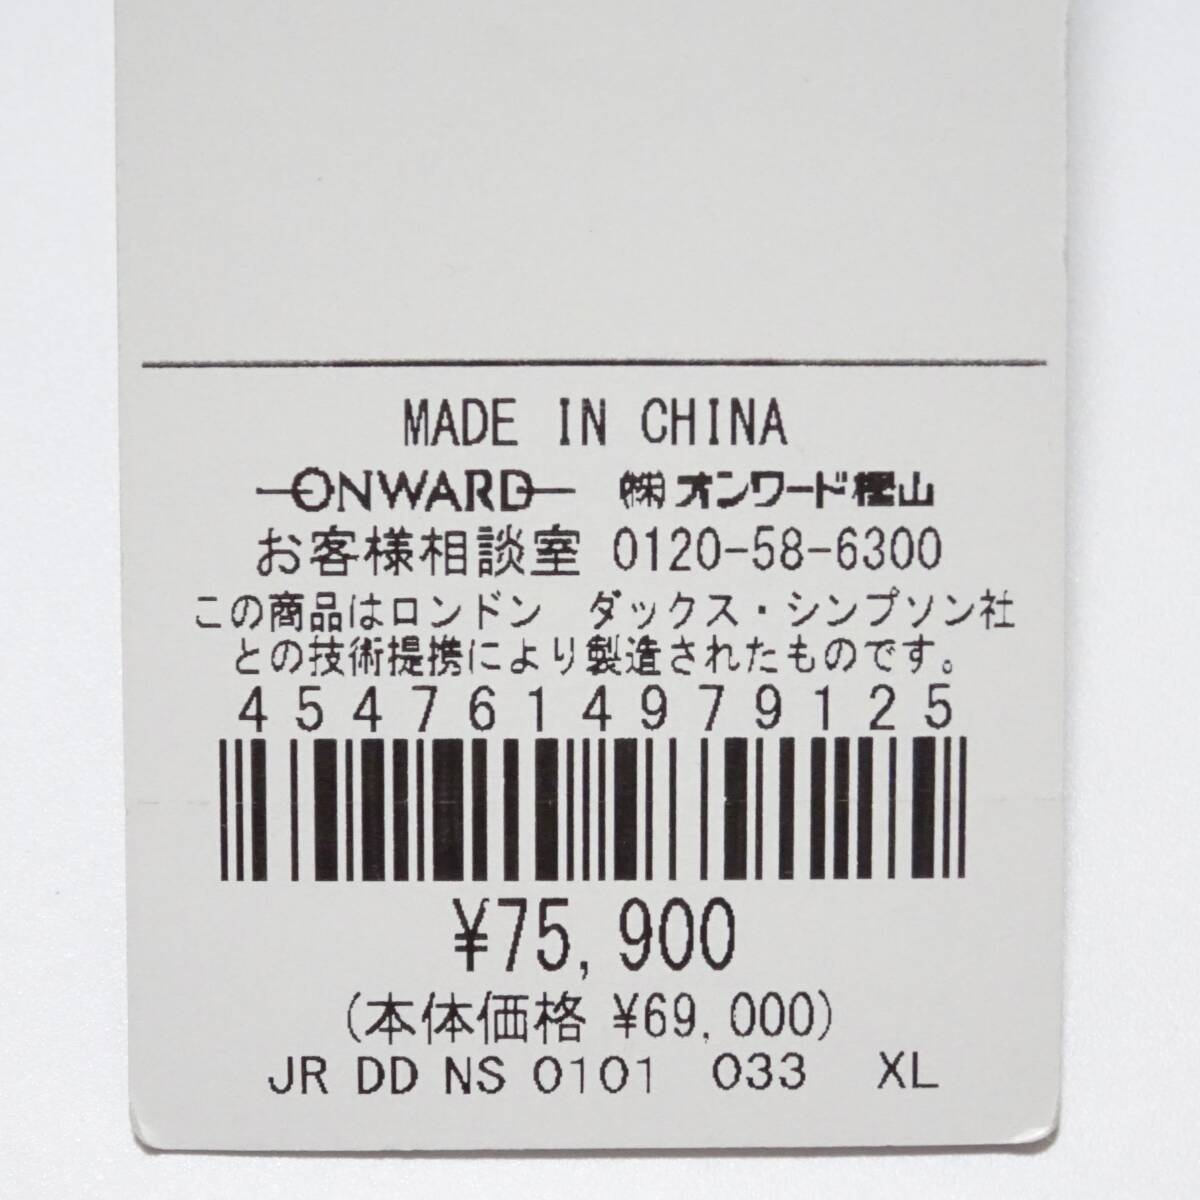 MADE IN CHINA
ONWARD ㈱オンワード樫山
お客様相談室 0120-58-6300
この商品はロンドン　ダックス・シンプソン社
との技術提携により製造されたものです。
4547614979125
¥75,900
(本体価格 ¥69,000)
JR DD NS 0101 033 XL